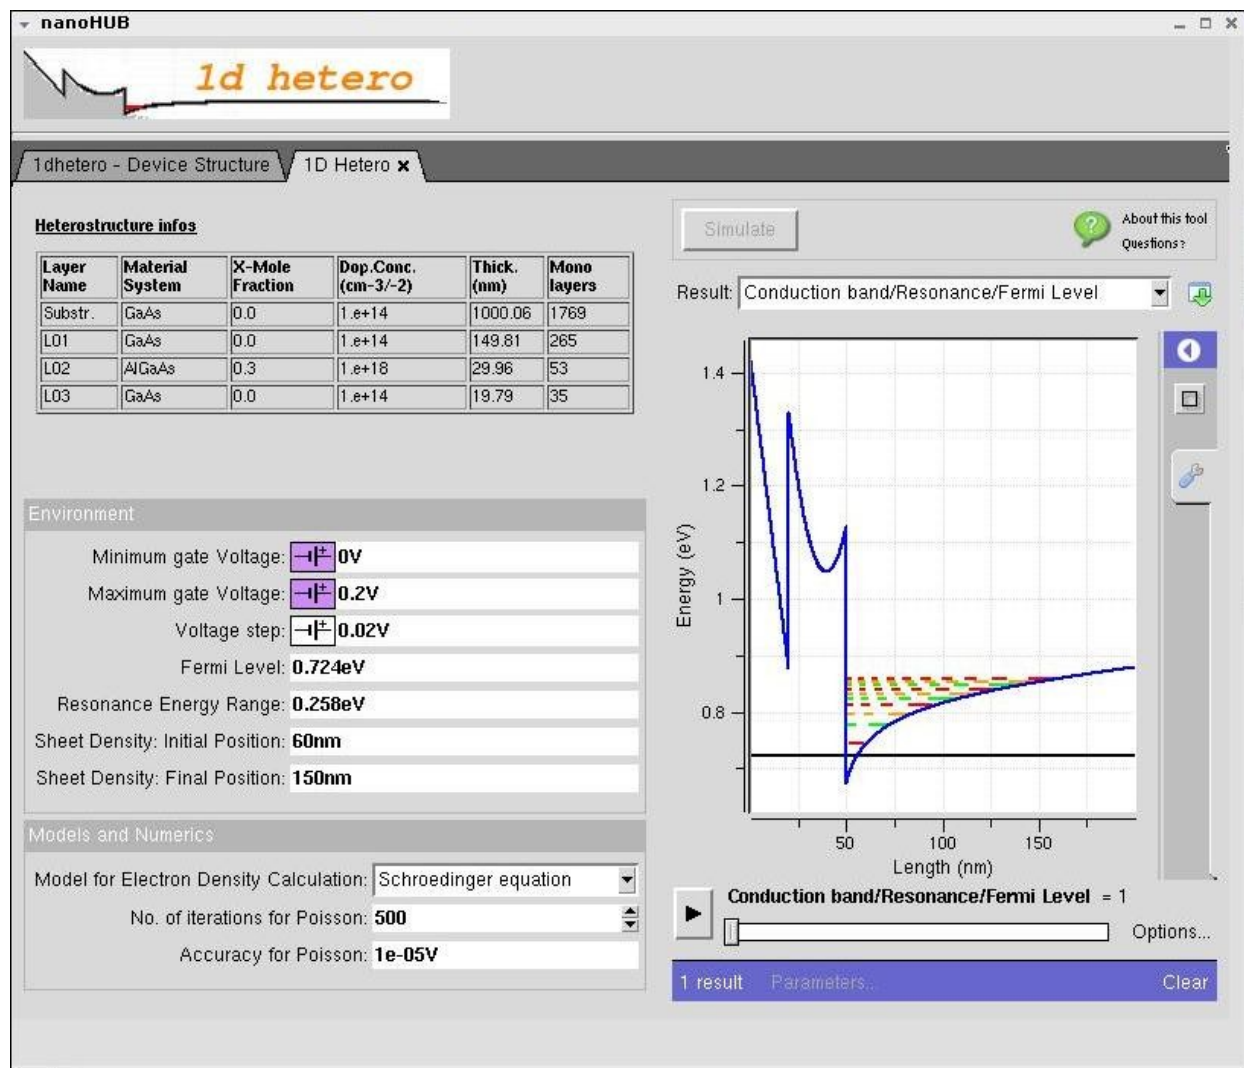 nanoHUB
1d hetero
1dhetero - Device Structure
1D Hetero
Heterostructure infos
Layer Name Material System X-Mole Fraction Dop.Conc. (cm-3/-2) Thick. (nm) Mono layers
Substr. GaAs 0.0 1.e+14 1000.06 1769
L01 GaAs 0.0 1.e+14 149.81 265
L02 AlGaAs 0.3 1.e+18 29.96 53
L03 GaAs 0.0 1.e+14 19.79 35
Environment
Minimum gate Voltage: 0V
Maximum gate Voltage: 0.2V
Voltage step: 0.02V
Fermi Level: 0.724eV
Resonance Energy Range: 0.258eV
Sheet Density: Initial Position: 60nm
Sheet Density: Final Position: 150nm
Models and Numerics
Model for Electron Density Calculation: Schroedinger equation
No. of iterations for Poisson: 500
Accuracy for Poisson: 1e-05V
Simulate
?
About this tool
Questions?
Result: Conduction band/Resonance/Fermi Level
1.4
1.2
1
0.8
Energy (eV)
50 100 150
Length (nm)
Conduction band/Resonance/Fermi Level = 1
Options...
1 result Parameters... Clear